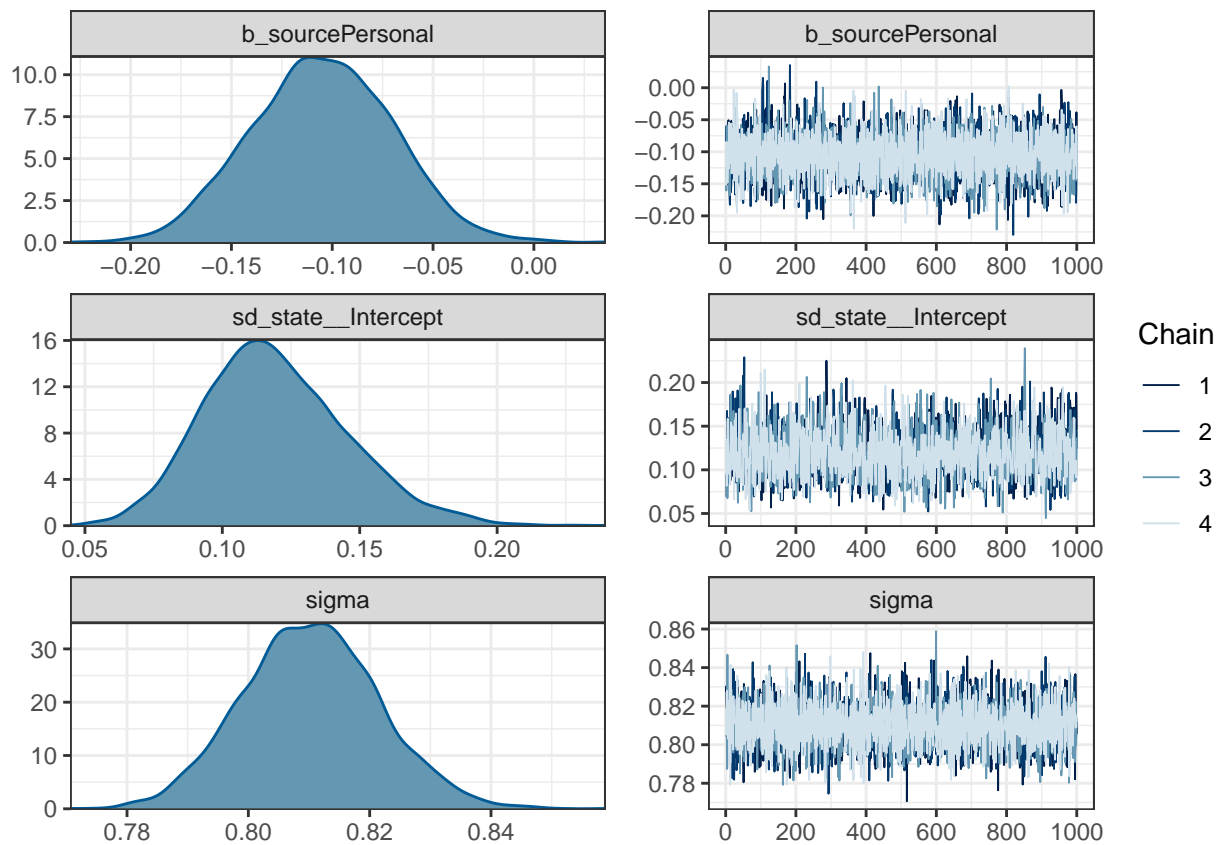 b_sourcePersonal
10.0
7.5
5.0
2.5
0.0
−0.20 −0.15 −0.10 −0.05 0.00
b_sourcePersonal
0.00
−0.05
−0.10
−0.15
−0.20
0 200 400 600 800 1000
sd_state__Intercept
16
12
8
4
0
0.05 0.10 0.15 0.20
sd_state__Intercept
0.20
0.15
0.10
0.05
0 200 400 600 800 1000
sigma
30
20
10
0
0.78 0.80 0.82 0.84
sigma
0.86
0.84
0.82
0.80
0.78
0 200 400 600 800 1000
Chain
1
2
3
4